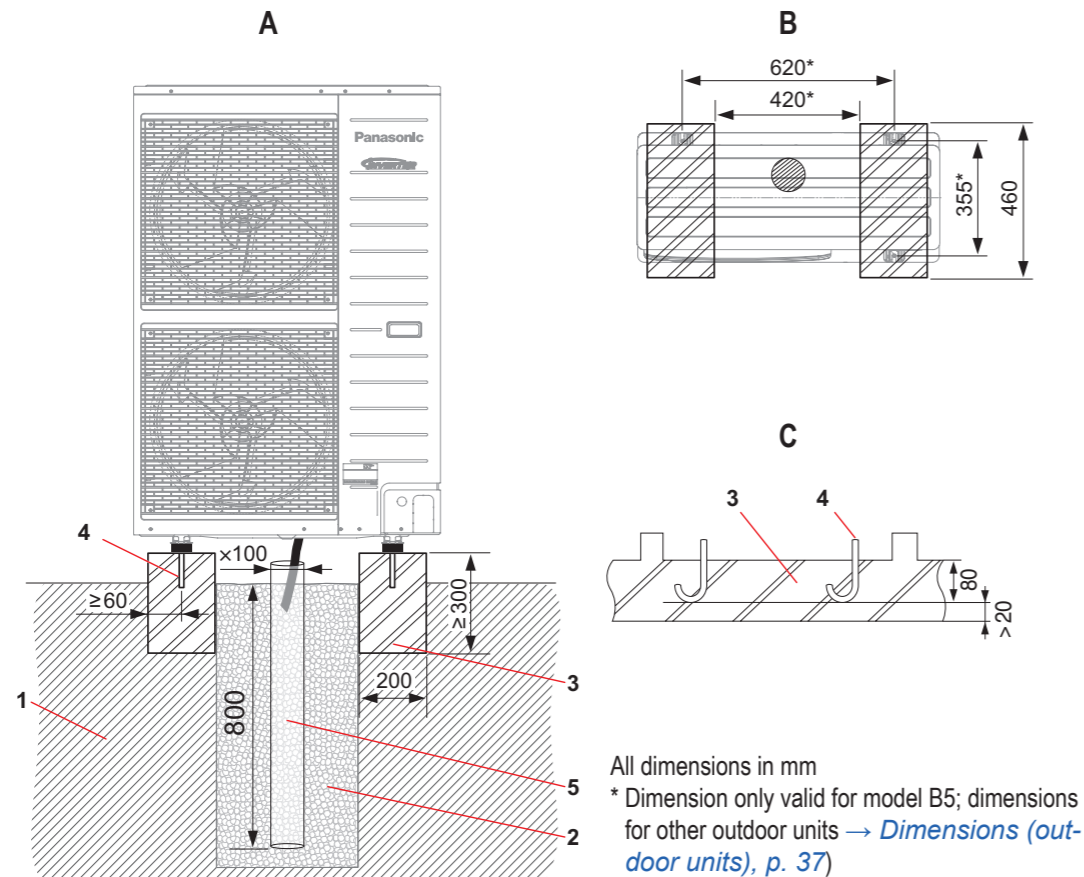 A
Panasonic
INVERTER
4
×100
≥60
≥300
200
800
1
3
5
2
B
620*
420*
355*
460
C
3
4
80
>20
All dimensions in mm
* Dimension only valid for model B5; dimensions
for other outdoor units → Dimensions (out-
door units), p. 37)